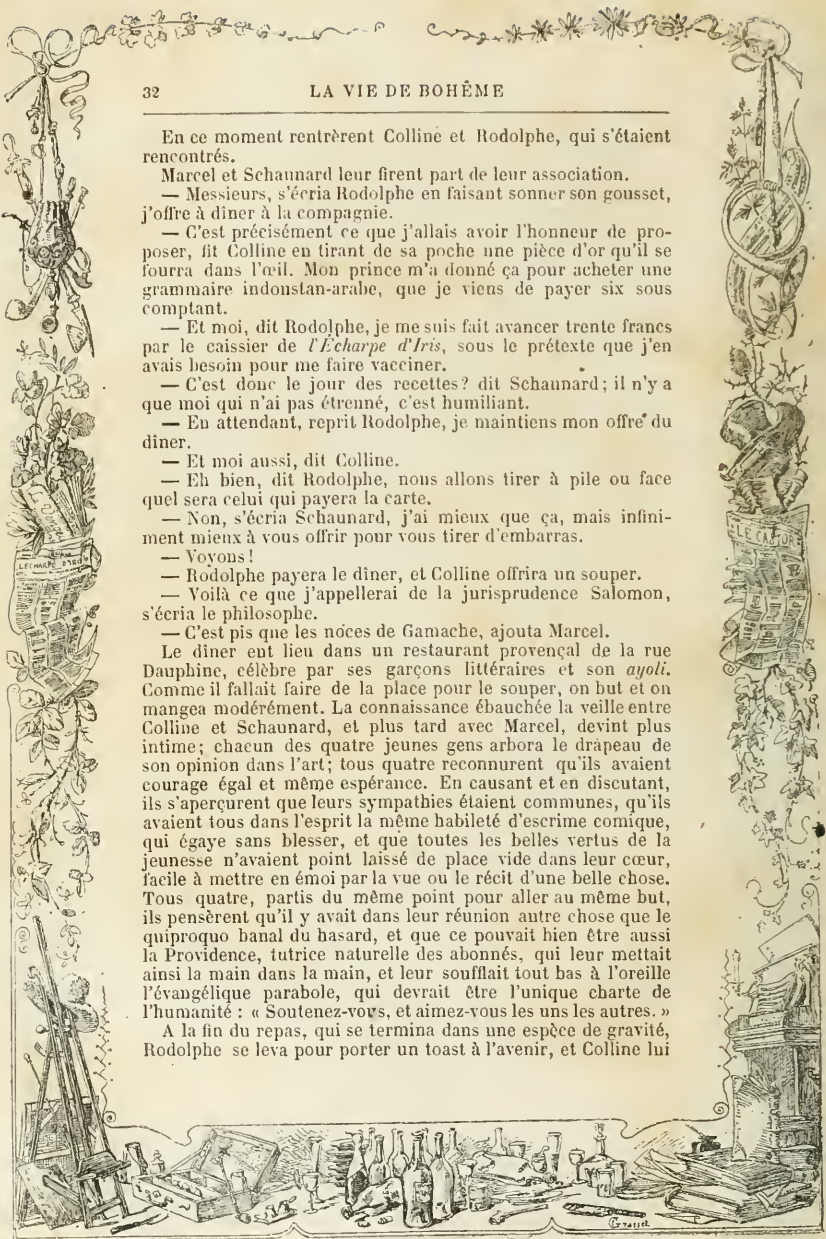 32 LA VIE DE BOHÊME
En ce moment rentrèrent Colline et Rodolphe, qui s'étaient
rencontrés.
Marcel et Schaunard leur firent part de leur association.
— Messieurs, s'écria Rodolphe en faisant sonner son gousset,
j'offre à dîner à la compagnie.
— C'est précisément ce que j'allais avoir l'honneur de pro-
poser, fit Colline en tirant de sa poche une pièce d'or qu'il se
fourra dans l'œil. Mon prince m'a donné ça pour acheter une
grammaire indoustan-arabe, que je viens de payer six sous
comptant.
— Et moi, dit Rodolphe, je me suis fait avancer trente francs
par le caissier de l'Écharpe d'Iris, sous le prétexte que j'en
avais besoin pour me faire vacciner.
— C'est donc le jour des recettes? dit Schaunard; il n'y a
que moi qui n'ai pas étrenné, c'est humiliant.
— En attendant, reprit Rodolphe, je maintiens mon offre du
dîner.
— Et moi aussi, dit Colline.
— Eh bien, dit Rodolphe, nous allons tirer à pile ou face
quel sera celui qui payera la carte.
— Non, s'écria Schaunard, j'ai mieux que ça, mais infini-
ment mieux à vous offrir pour vous tirer d'embarras.
— Voyons!
— Rodolphe payera le dîner, et Colline offrira un souper.
— Voilà ce que j'appellerai de la jurisprudence Salomon,
s'écria le philosophe.
— C'est pis que les noces de Gamache, ajouta Marcel.
Le dîner eut lieu dans un restaurant provençal de la rue
Dauphine, célèbre par ses garçons littéraires et son ayoli.
Comme il fallait faire de la place pour le souper, on but et on
mangea modérément. La connaissance ébauchée la veille entre
Colline et Schaunard, et plus tard avec Marcel, devint plus
intime; chacun des quatre jeunes gens arbora le drapeau de
son opinion dans l'art; tous quatre reconnurent qu'ils avaient
courage égal et même espérance. En causant et en discutant,
ils s'aperçurent que leurs sympathies étaient communes, qu'ils
avaient tous dans l'esprit la même habileté d'escrime comique,
qui égaye sans blesser, et que toutes les belles vertus de la
jeunesse n'avaient point laissé de place vide dans leur cœur,
facile à mettre en émoi par la vue ou le récit d'une belle chose.
Tous quatre, partis du même point pour aller au même but,
ils pensèrent qu'il y avait dans leur réunion autre chose que le
quiproquo banal du hasard, et que ce pouvait bien être aussi
la Providence, tutrice naturelle des abonnés, qui leur mettait
ainsi la main dans la main, et leur soufflait tout bas à l'oreille
l'évangélique parabole, qui devrait être l'unique charte de
l'humanité : « Soutenez-vous, et aimez-vous les uns les autres. »
A la fin du repas, qui se termina dans une espèce de gravité,
Rodolphe se leva pour porter un toast à l'avenir, et Colline lui
LECHARPE D'IRIS
LE CASTOR
Grasset